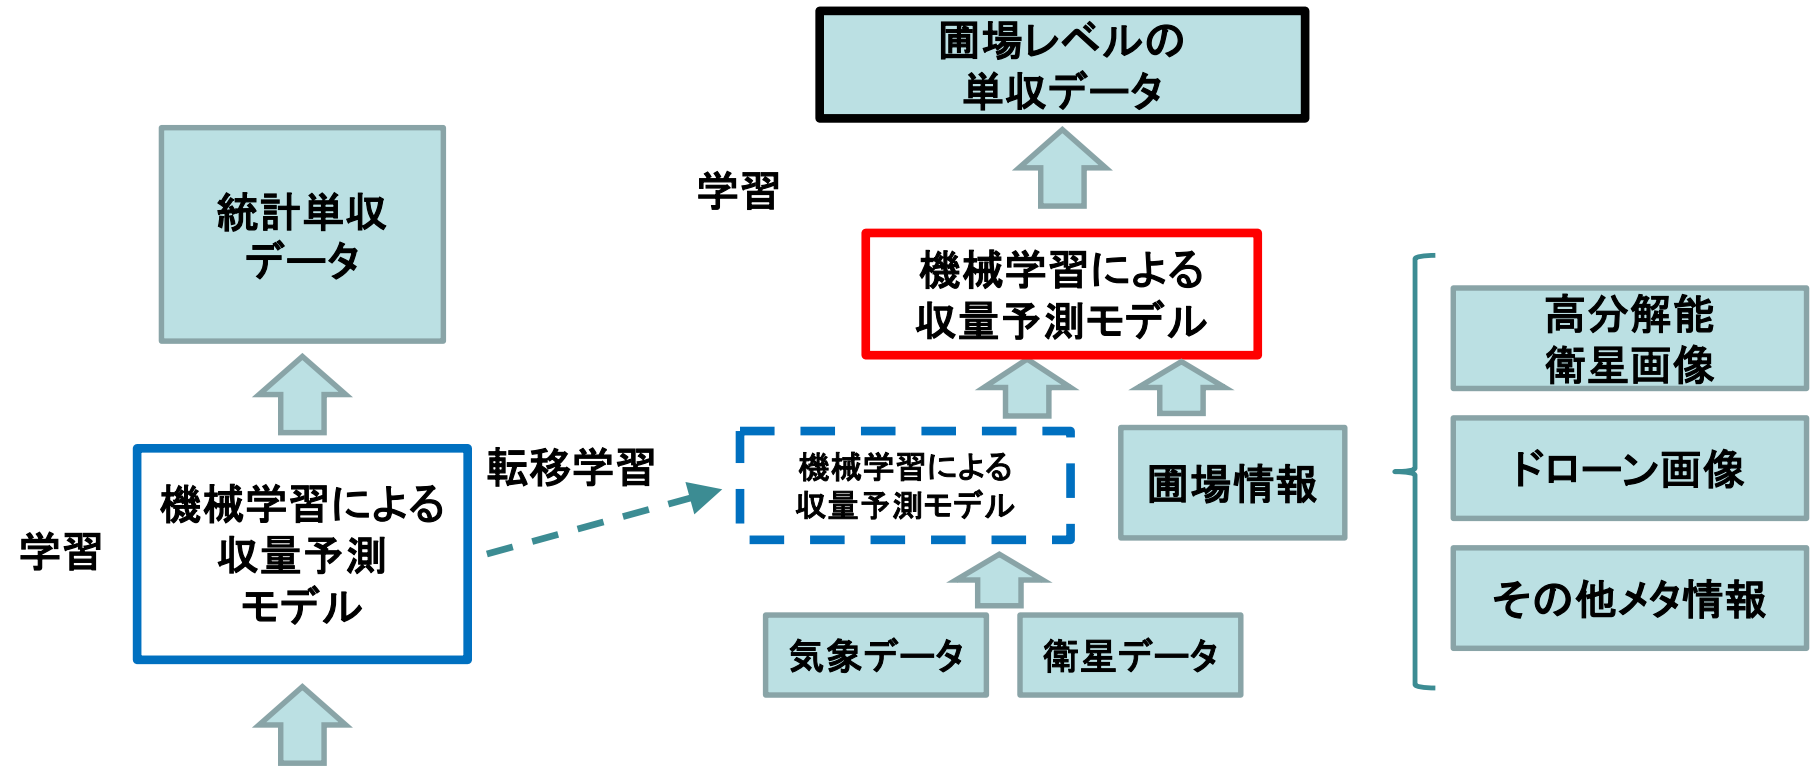 統計単収
データ
学習
機械学習による
収量予測
モデル
転移学習
圃場レベルの
単収データ
学習
機械学習による
収量予測モデル
機械学習による
収量予測モデル
圃場情報
気象データ
衛星データ
高分解能
衛星画像
ドローン画像
その他メタ情報